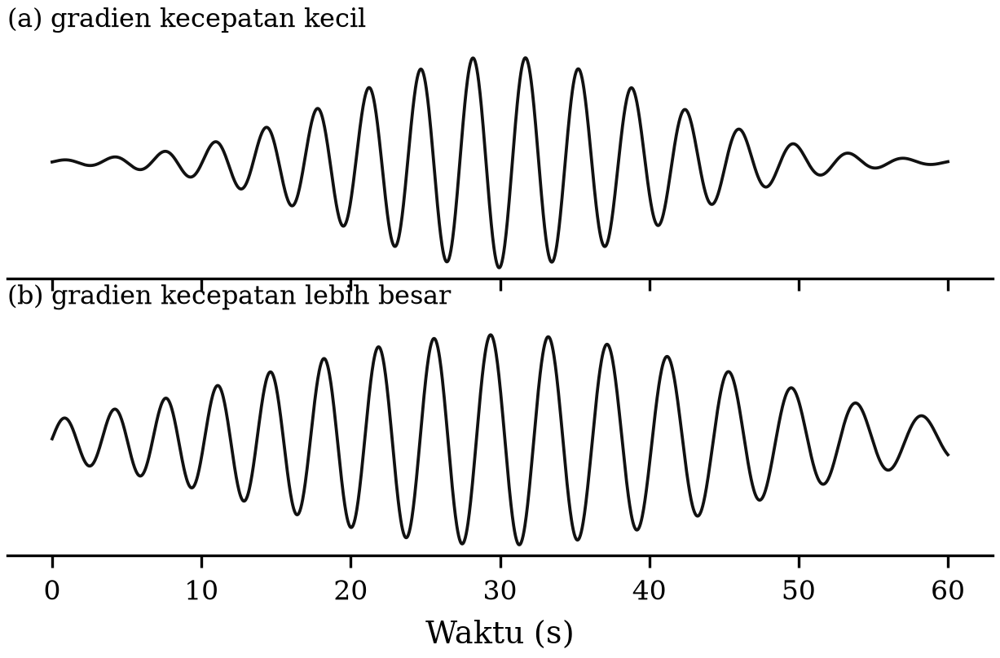 (a) gradien kecepatan kecil
(b) gradien kecepatan lebih besar
0 10 20 30 40 50 60
Waktu (s)